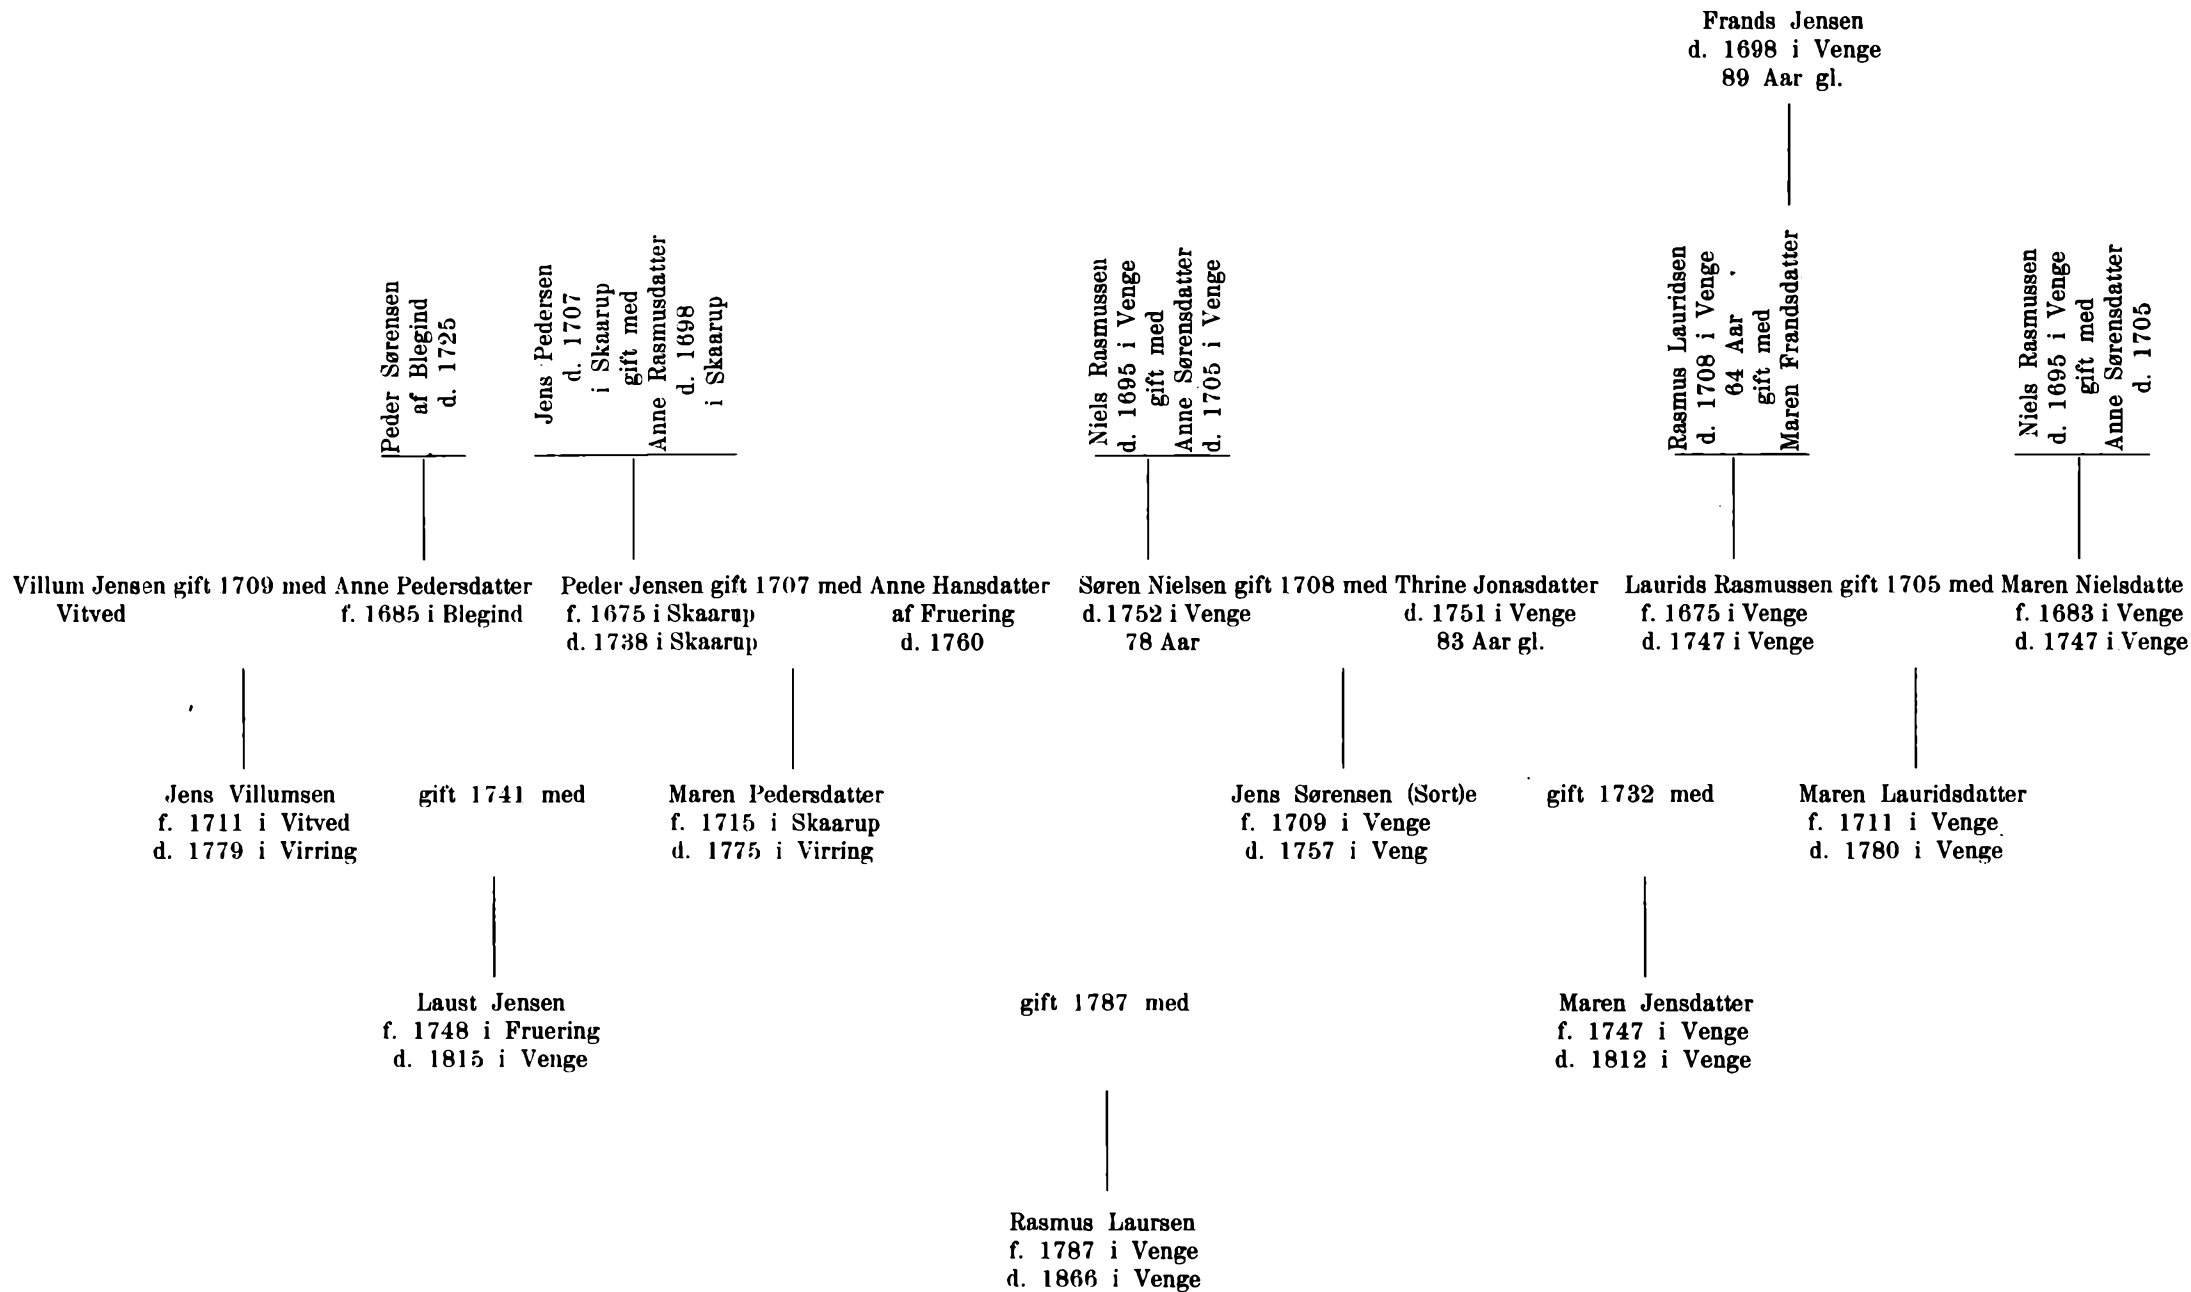 Frands Jensen
d. 1698 i Venge
89 Aar gl.
Peder Sørensen
af Blegind
d. 1725
Jens Pedersen
d. 1707
i Skaarup
gift med
Anne Rasmusdatter
d. 1698
i Skaarup
Niels Rasmussen
d. 1695 i Venge
gift med
Anne Sørensdatter
d. 1705 i Venge
Rasmus Lauridsen
d. 1708 i Venge
64 Aar
gift med
Maren Frandsdatter
Niels Rasmussen
d. 1695 i Venge
gift med
Anne Sørensdatter
d. 1705
Villum Jensen gift 1709 med Anne Pedersdatter
Vitved
f. 1685 i Blegind
Peder Jensen gift 1707 med Anne Hansdatter
f. 1675 i Skaarup
d. 1738 i Skaarup
af Fruering
d. 1760
Søren Nielsen gift 1708 med Thrine Jonasdatter
d. 1752 i Venge
78 Aar
d. 1751 i Venge
83 Aar gl.
Laurids Rasmussen gift 1705 med Maren Nielsdatte
f. 1675 i Venge
d. 1747 i Venge
f. 1683 i Venge
d. 1747 i Venge
Jens Villumsen
f. 1711 i Vitved
d. 1779 i Virring
gift 1741 med
Maren Pedersdatter
f. 1715 i Skaarup
d. 1775 i Virring
Jens Sørensen (Sort)e
f. 1709 i Venge
d. 1757 i Veng
gift 1732 med
Maren Lauridsdatter
f. 1711 i Venge
d. 1780 i Venge
Laust Jensen
f. 1748 i Fruering
d. 1815 i Venge
gift 1787 med
Maren Jensdatter
f. 1747 i Venge
d. 1812 i Venge
Rasmus Laursen
f. 1787 i Venge
d. 1866 i Venge